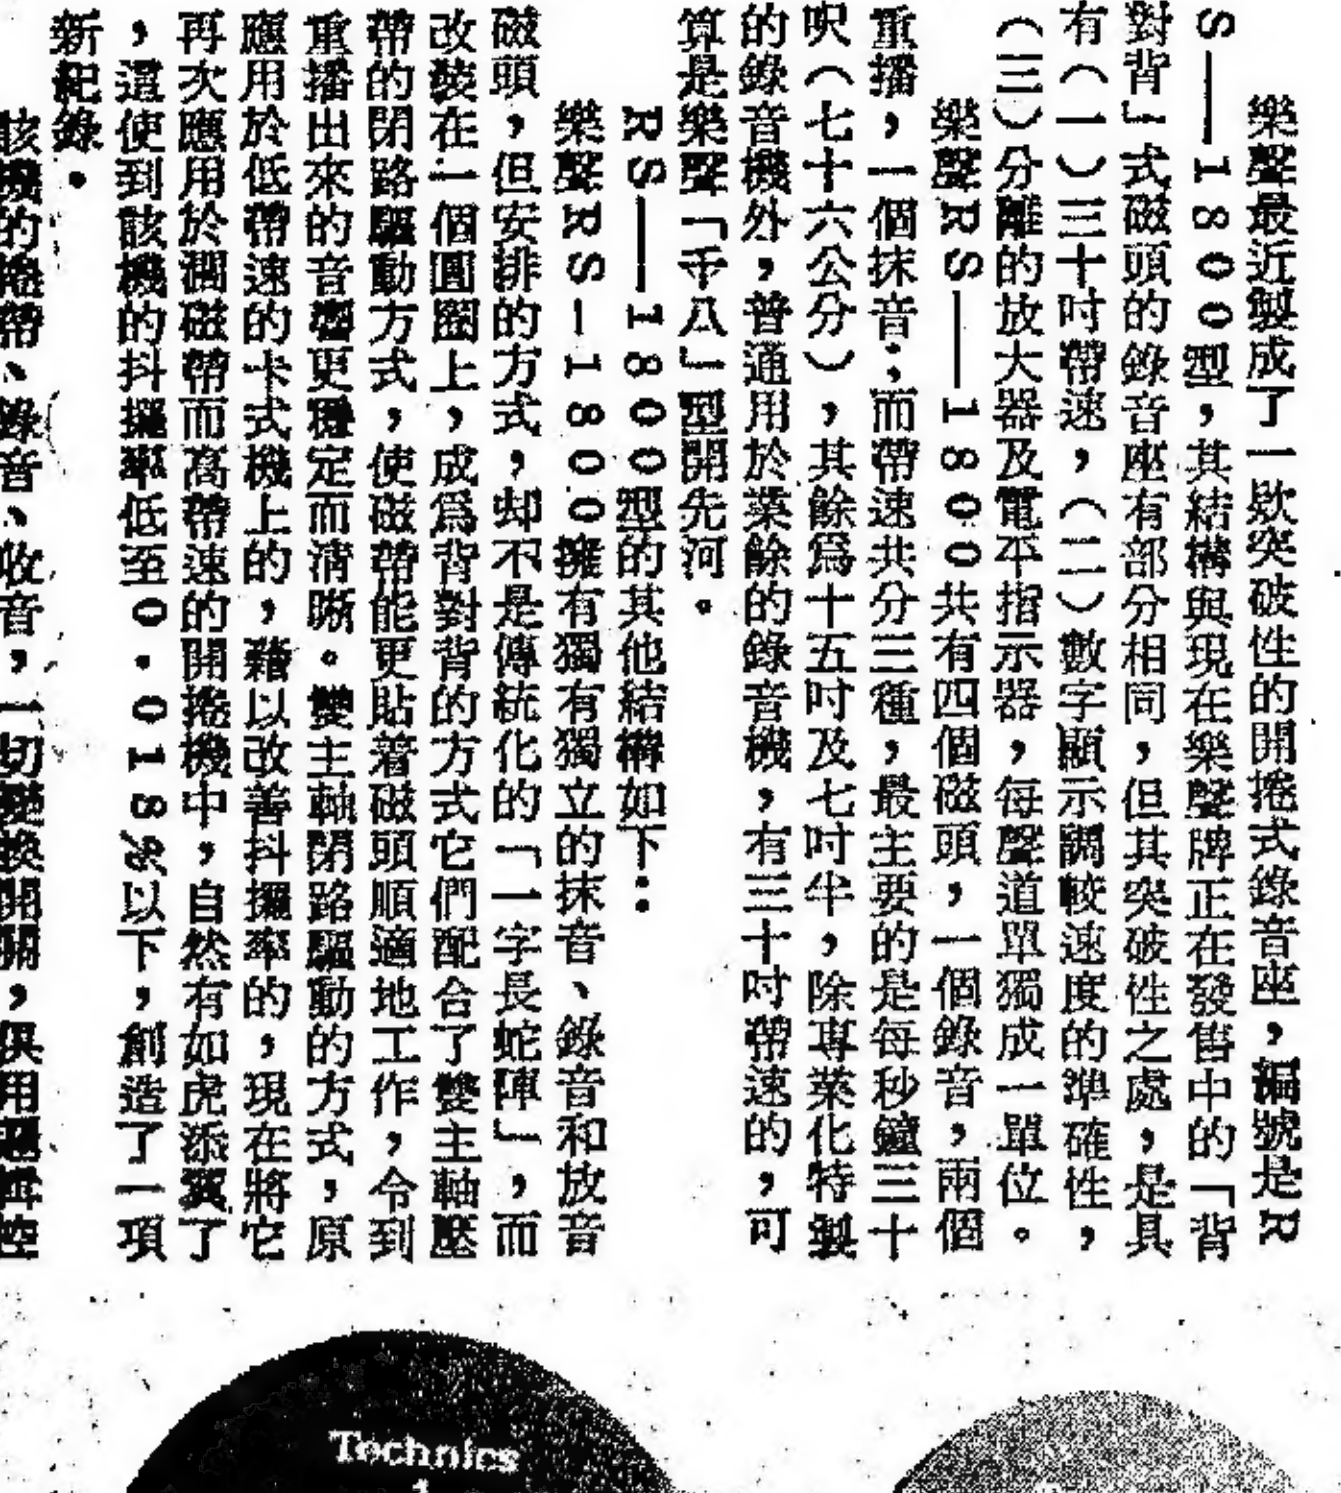 樂聲最近製成了一欵突破性的開捲式錄音座，編號是R
S——1800型，其結構與現在樂聲牌正在發售中的「背
對背」式磁頭的錄音座有部分相同，但其突破性之處，是具
有（一）三十吋帶速，（二）數字顯示調較速度的準確性，
（三）分離的放大器及電平指示器，每聲道單獨成一單位。
樂聲RS——1800共有四個磁頭，一個錄音，兩個
重播，一個抹音；而帶速共分三種，最主要的是每秒鐘三十
吋（七十六公分），其餘爲十五吋及七吋半，除專業化特製
的錄音機外，普通用於業餘的錄音機，有三十吋帶速的，可
算是樂聲「千八」型開先河。
RS——1800型的其他結構如下：
樂聲RS－1800擁有獨有獨立的抹音、錄音和放音
磁頭，但安排的方式，却不是傳統化的「一字長蛇陣」，而
改裝在一個圓圈上，成爲背對背的方式它們配合了雙主軸壓
帶的閉路驅動方式，使磁帶能更貼着磁頭順適地工作，令到
重播出來的音響更穩定而清晰。雙主軸閉路驅動的方式，原
應用於低帶速的卡式機上的，藉以改善抖擺率的，現在將它
再次應用於濶磁帶而高帶速的開捲機中，自然有如虎添翼了
，這使到該機的抖擺率低至0．018％以下，創造了一項
新紀錄。
該機的捲帶、錄音、收音，一切變換開關，俱用邏輯控
Technics